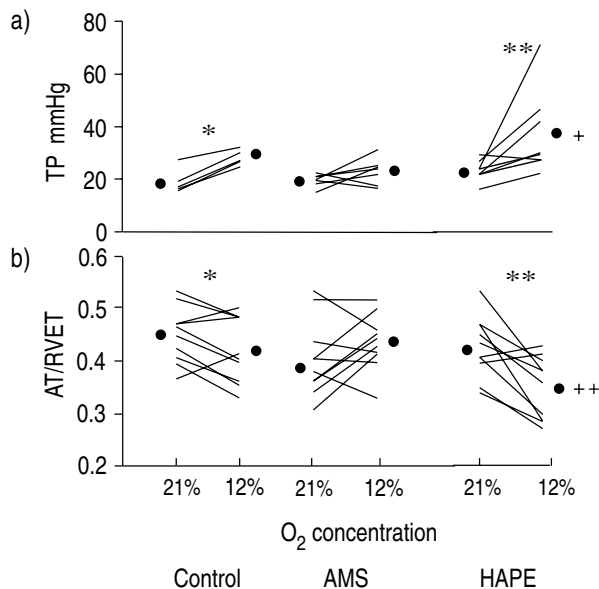 a)
TP mmHg
80
60
40
20
0
*
**
+
b)
AT/RVET
0.6
0.5
0.4
0.3
0.2
*
**
++
21% 12% 21% 12% 21% 12%
O₂ concentration
Control AMS HAPE